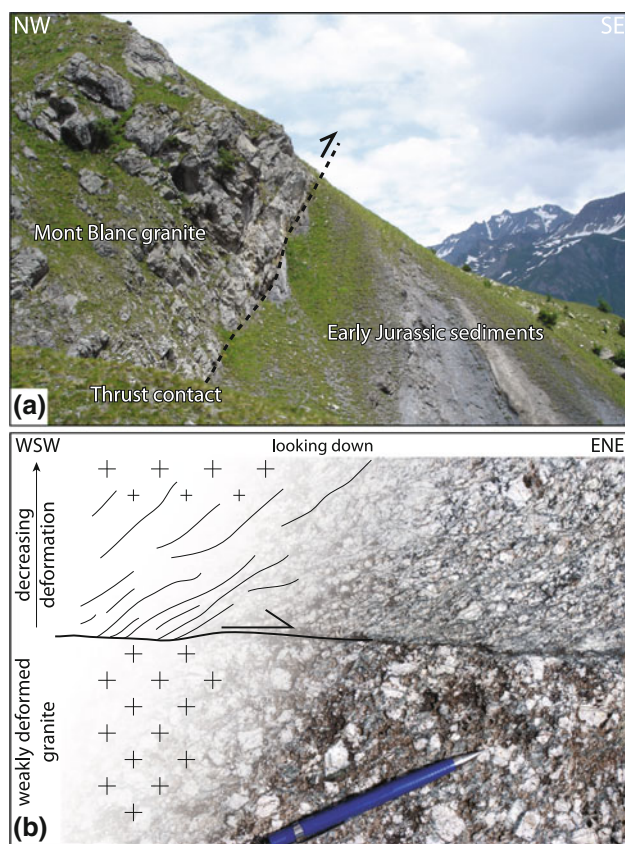 NW SE
Mont Blanc granite
Early Jurassic sediments
Thrust contact
(a)
WSW looking down ENE
decreasing
deformation
weakly deformed
granite
(b)